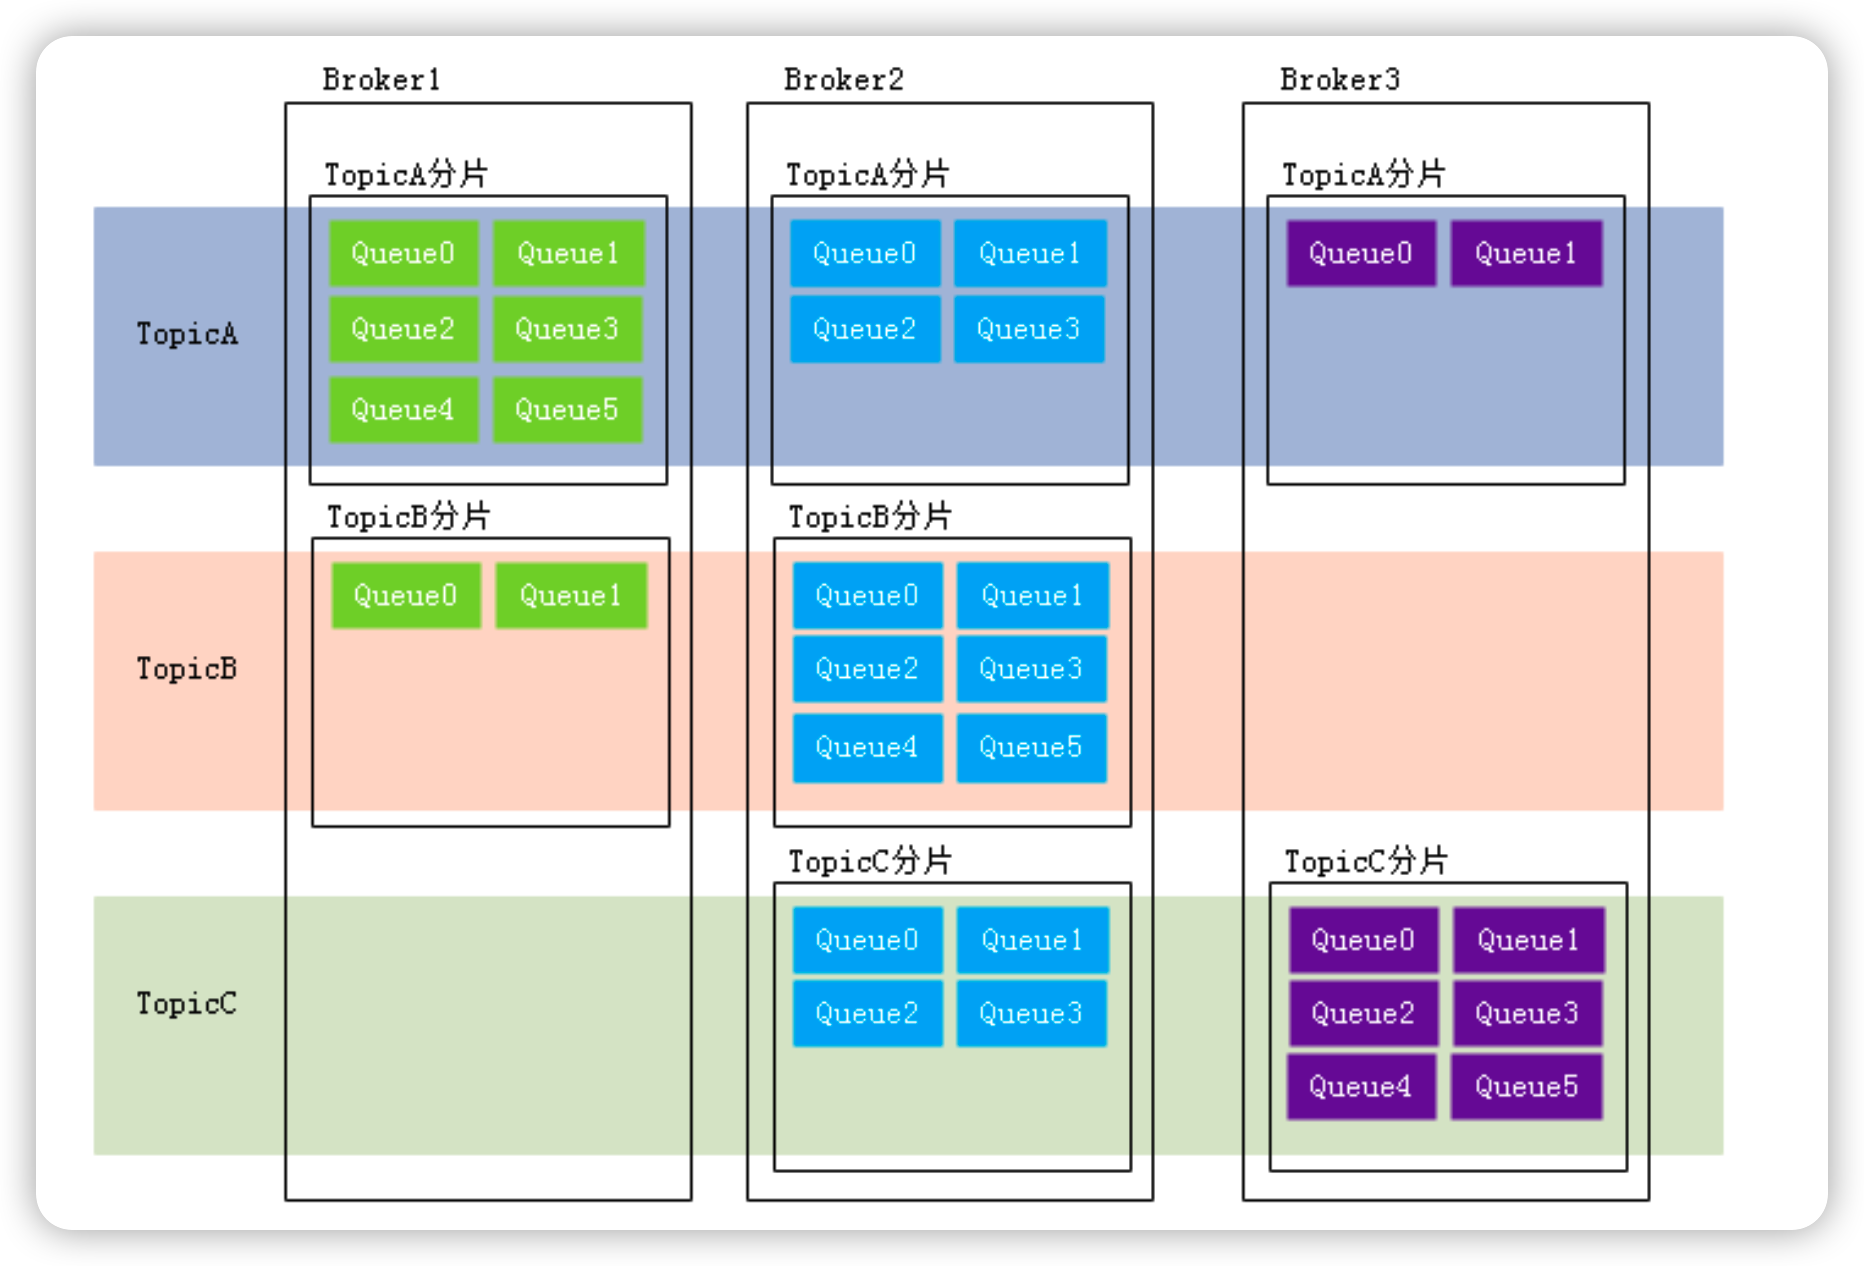 Broker1 Broker2 Broker3
TopicA分片 TopicA分片 TopicA分片
Queue0 Queue1 Queue0 Queue1 Queue0 Queue1
TopicA Queue2 Queue3 Queue2 Queue3
Queue4 Queue5
TopicB分片 TopicB分片
Queue0 Queue1 Queue0 Queue1
TopicB Queue2 Queue3
Queue4 Queue5
TopicC分片 TopicC分片
Queue0 Queue1 Queue0 Queue1
TopicC Queue2 Queue3 Queue2 Queue3
Queue4 Queue5